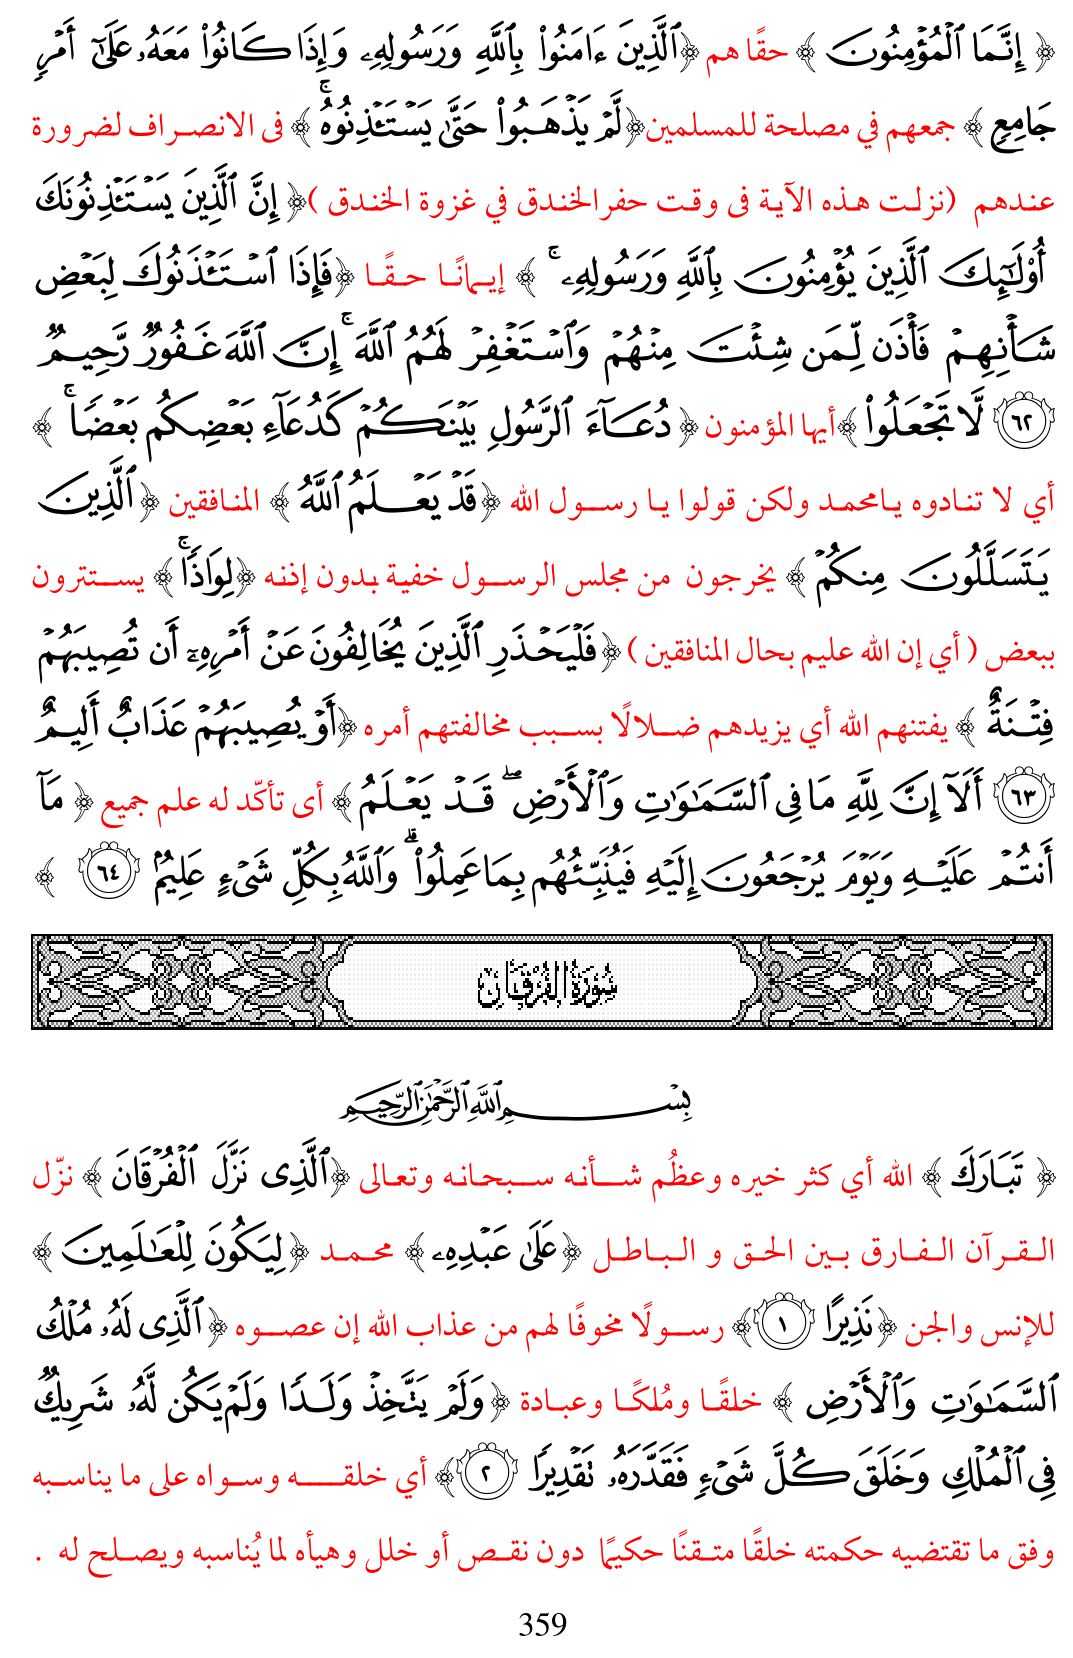 ﴿ إِنَّمَا ٱلْمُؤْمِنُونَ ﴾ حقًا هم ﴿ٱلَّذِينَ ءَامَنُوا۟ بِٱللَّهِ وَرَسُولِهِۦ وَإِذَا كَانُوا۟ مَعَهُۥ عَلَىٰٓ أَمْرٍ
جَامِعٍ ﴾ جمعهم في مصلحة للمسلمين﴿لَّمْ يَذْهَبُوا۟ حَتَّىٰ يَسْتَـْٔذِنُوهُ ۚ ﴾ فى الانصراف لضرورة
عندهم (نزلت هذه الآية فى وقت حفرالخندق في غزوة الخندق )﴿ إِنَّ ٱلَّذِينَ يَسْتَـْٔذِنُونَكَ
أُو۟لَـٰٓئِكَ ٱلَّذِينَ يُؤْمِنُونَ بِٱللَّهِ وَرَسُولِهِۦ ۚ ﴾ إيمانًا حقًا ﴿فَإِذَا ٱسْتَـْٔذَنُوكَ لِبَعْضِ
شَأْنِهِمْ فَأْذَن لِّمَن شِئْتَ مِنْهُمْ وَٱسْتَغْفِرْ لَهُمُ ٱللَّهَ ۚ إِنَّ ٱللَّهَ غَفُورٌ رَّحِيمٌ
٦٢ لَّا تَجْعَلُوا۟ ﴾أيها المؤمنون ﴿ دُعَآءَ ٱلرَّسُولِ بَيْنَكُمْ كَدُعَآءِ بَعْضِكُم بَعْضًا ۚ ﴾
أي لا تنادوه يامحمد ولكن قولوا يا رسول الله ﴿قَدْ يَعْلَمُ ٱللَّهُ ﴾ المنافقين ﴿ٱلَّذِينَ
يَتَسَلَّلُونَ مِنكُمْ ﴾ يخرجون من مجلس الرسول خفية بدون إذنه ﴿لِوَاذًا ۚ ﴾ يستترون
ببعض ( أي إن الله عليم بحال المنافقين )﴿ فَلْيَحْذَرِ ٱلَّذِينَ يُخَالِفُونَ عَنْ أَمْرِهِۦٓ أَن تُصِيبَهُمْ
فِتْنَةٌ ﴾ يفتنهم الله أي يزيدهم ضلالًا بسبب مخالفتهم أمره ﴿أَوْ يُصِيبَهُمْ عَذَابٌ أَلِيمٌ
٦٣ أَلَآ إِنَّ لِلَّهِ مَا فِى ٱلسَّمَـٰوَٰتِ وَٱلْأَرْضِ ۖ قَدْ يَعْلَمُ ﴾ أى تأكّد له علم جميع ﴿ مَآ
أَنتُمْ عَلَيْهِ وَيَوْمَ يُرْجَعُونَ إِلَيْهِ فَيُنَبِّئُهُم بِمَا عَمِلُوا۟ ۗ وَٱللَّهُ بِكُلِّ شَىْءٍ عَلِيمٌۢ ٦٤ ﴾
سُورَةُ الفُرْقَان
بِسْمِ ٱللَّهِ ٱلرَّحْمَـٰنِ ٱلرَّحِيمِ
﴿ تَبَارَكَ ﴾ الله أي كثر خيره وعظُم شأنه سبحانه وتعالى ﴿ٱلَّذِى نَزَّلَ ٱلْفُرْقَانَ ﴾ نزّل
القرآن الفارق بين الحق و الباطل ﴿عَلَىٰ عَبْدِهِۦ ﴾ محمد ﴿لِيَكُونَ لِلْعَـٰلَمِينَ ﴾
للإنس والجن ﴿نَذِيرًا ١ ﴾ رسولًا مخوفًا لهم من عذاب الله إن عصوه ﴿ٱلَّذِى لَهُۥ مُلْكُ
ٱلسَّمَـٰوَٰتِ وَٱلْأَرْضِ ﴾ خلقًا ومُلكًا وعبادة ﴿وَلَمْ يَتَّخِذْ وَلَدًا وَلَمْ يَكُن لَّهُۥ شَرِيكٌ
فِى ٱلْمُلْكِ وَخَلَقَ كُلَّ شَىْءٍ فَقَدَّرَهُۥ تَقْدِيرًا ٢ ﴾ أي خلقه وسواه على ما يناسبه
وفق ما تقتضيه حكمته خلقًا متقنًا حكيمًا دون نقص أو خلل وهيأه لما يُناسبه ويصلح له .
359